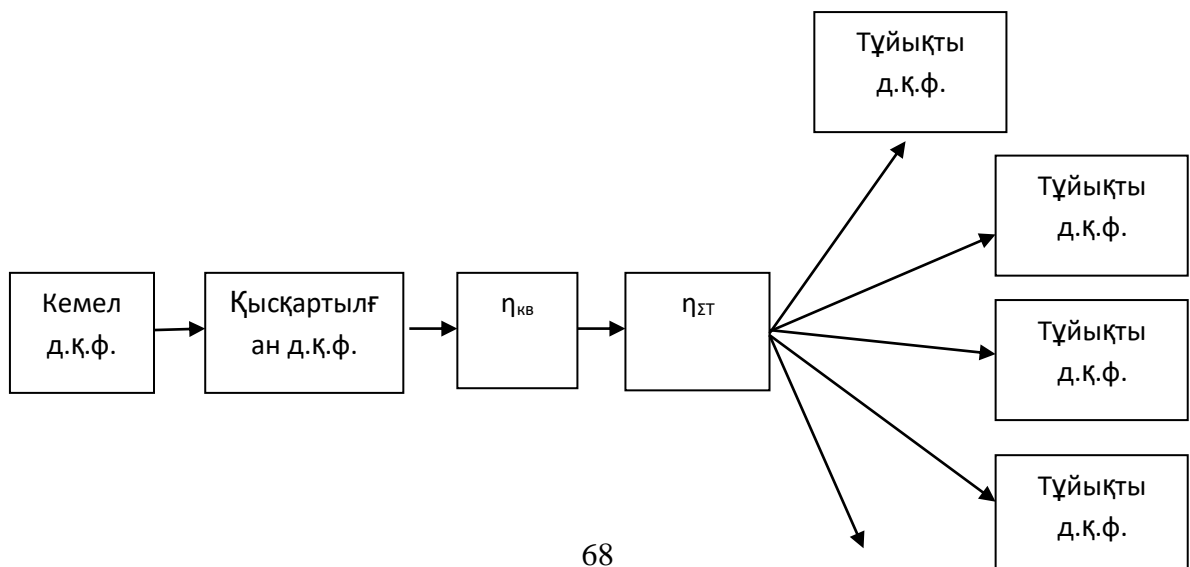 Тұйықты
д.қ.ф.
Тұйықты
д.қ.ф.
Кемел
д.қ.ф.
Қысқартылғ
ан д.қ.ф.
ηкв
ηΣТ
Тұйықты
д.қ.ф.
Тұйықты
д.қ.ф.
68